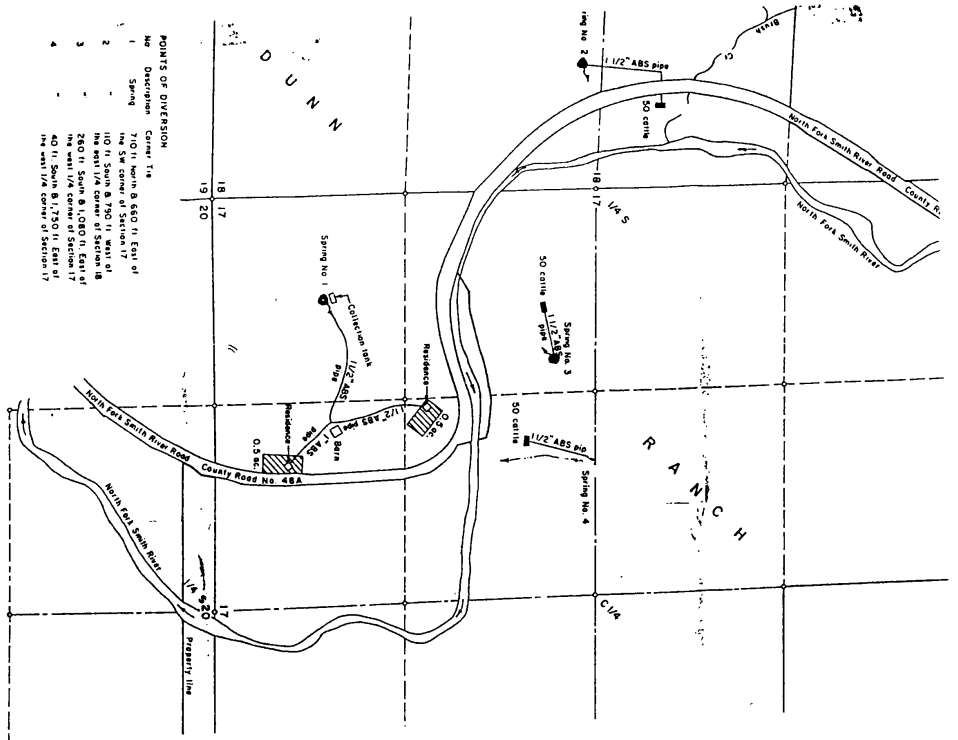 POINTS OF DIVERSION
No Description Corner Tie
1 Spring 710 ft North & 660 ft East of
the SW corner of Section 17
2 " 110 ft South & 790 ft West of
the east 1/4 corner of Section 18
3 " 260 ft South & 1,080 ft. East of
the west 1/4 corner of Section 17
4 " 40 ft. South & 1,750 ft East of
the west 1/4 corner of Section 17
DUNN
RANCH
ring No 2
1 1/2" ABS pipe
50 cattle
Brush
North Fork Smith River Road
County R.
North Fork Smith River
18
17
1/4 S
18 17
19 20
Spring No. 1
Collection tank
1 1/2" ABS
pipe
50 cattle
1 1/2" ABS
pipe
Spring No. 3
Residence
0.5 ac.
1 1/2" ABS pipe
Barn
1" ABS
pipe
Residence
0.5 ac.
50 cattle
1 1/2" ABS pip
Spring No. 4
C 1/4
North Fork Smith River Road
County Road No. 48A
North Fork Smith River
1/4 S
17
20
Property line